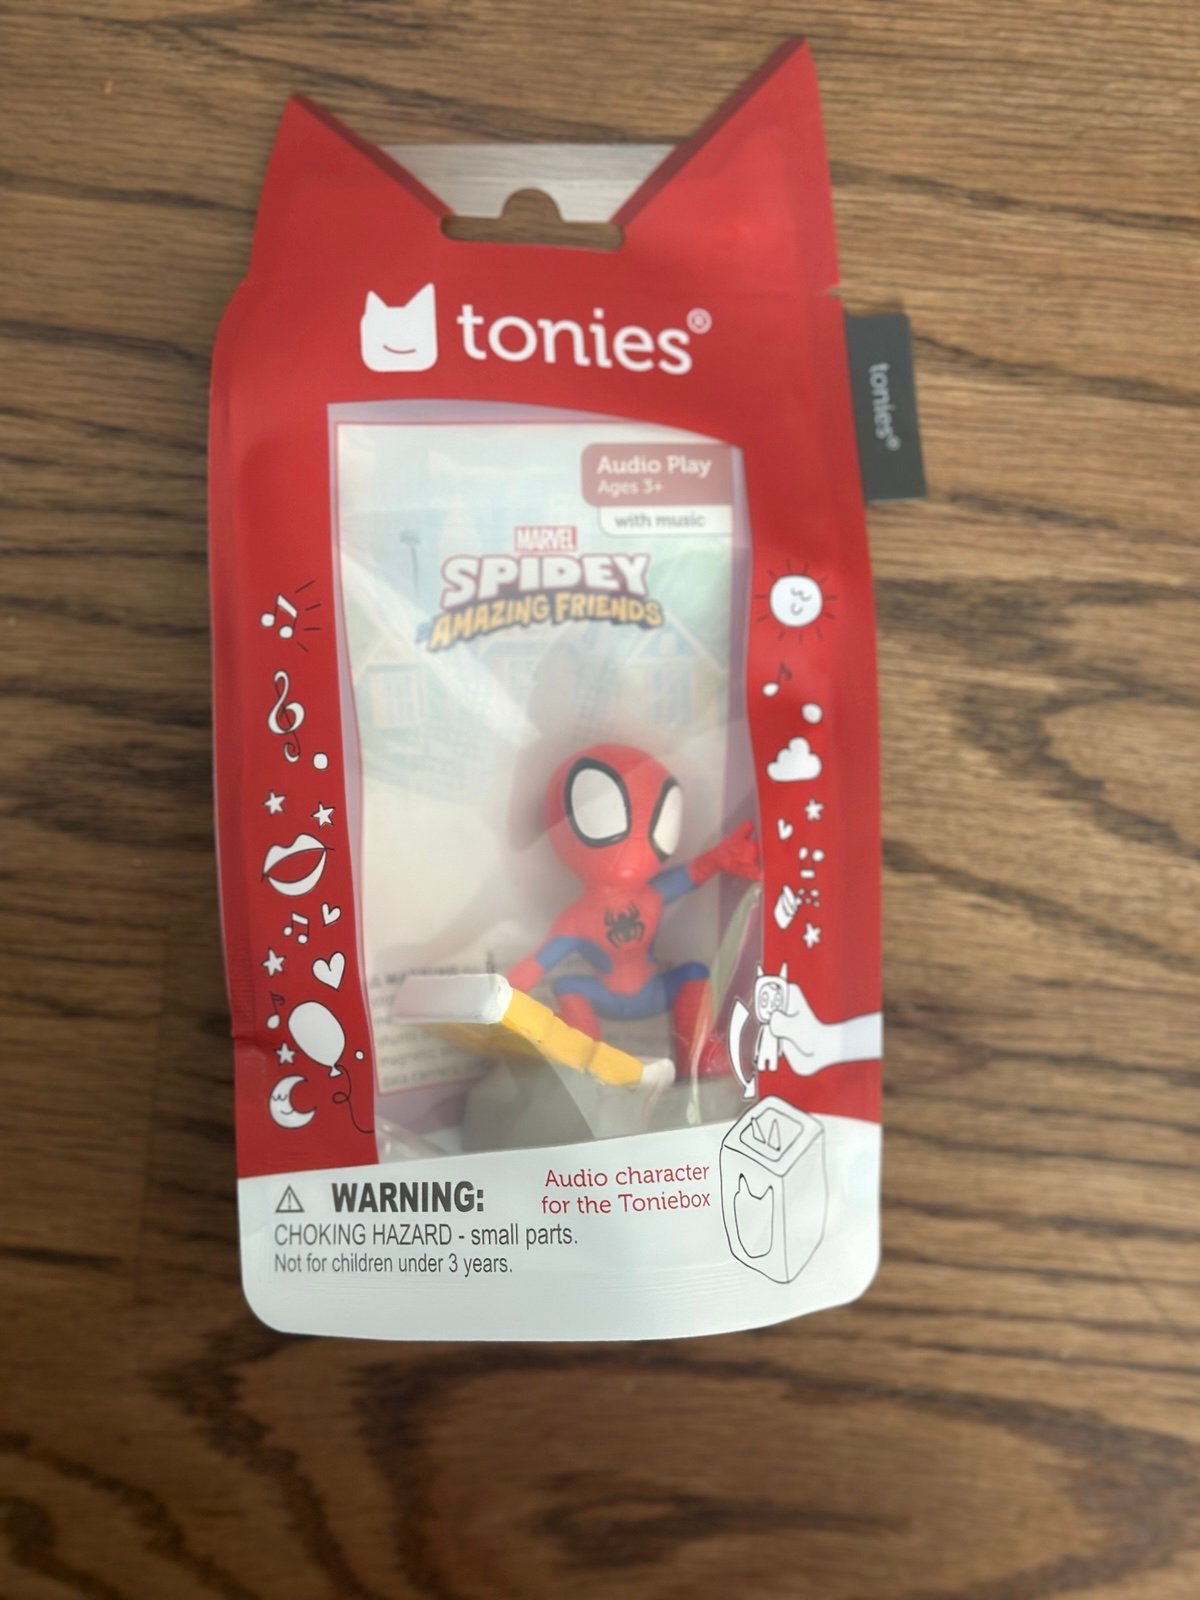 tonies®
tonies®
Audio Play
Ages 3+
with music
MARVEL
SPIDEY
AMAZING FRIENDS
WARNING:
CHOKING HAZARD - small parts.
Not for children under 3 years.
Audio character
for the Toniebox